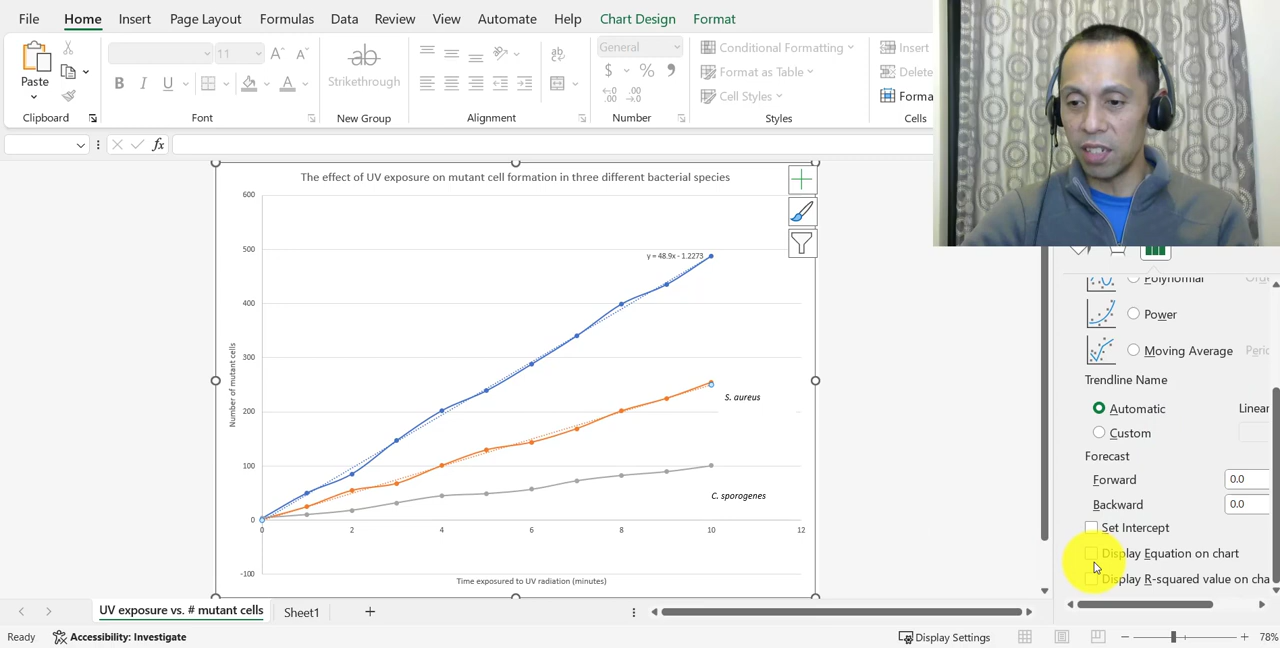 File Home Insert Page Layout Formulas Data Review View Automate Help Chart Design Format
11 A A General Conditional Formatting Insert
Paste ab Strikethrough Format as Table Delete
B I U A $ % Cell Styles Forma
Clipboard Font New Group Alignment Number Styles Cells
fx
The effect of UV exposure on mutant cell formation in three different bacterial species
600
500
y = 48.9x - 1.2273
400
300
200
100
0
-100
Number of mutant cells
S. aureus
C. sporogenes
0 2 4 6 8 10 12
Time exposured to UV radiation (minutes)
Polynomial
Power
Moving Average Peri
Trendline Name
Automatic Linear
Custom
Forecast
Forward 0.0
Backward 0.0
Set Intercept
Display Equation on chart
Display R-squared value on cha
UV exposure vs. # mutant cells Sheet1
Ready Accessibility: Investigate Display Settings 78%